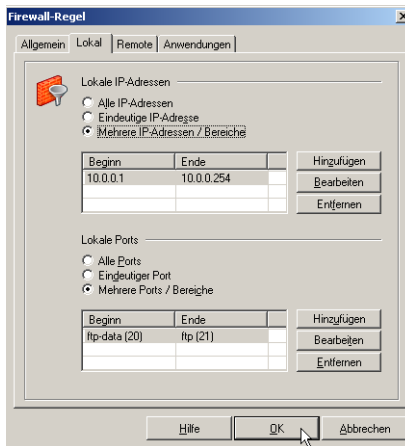 Firewall-Regel
Allgemein Lokal Remote Anwendungen
Lokale IP-Adressen
Alle IP-Adressen
Eindeutige IP-Adresse
Mehrere IP-Adressen / Bereiche
Beginn Ende Hinzufügen
10.0.0.1 10.0.0.254 Bearbeiten
Entfernen
Lokale Ports
Alle Ports
Eindeutiger Port
Mehrere Ports / Bereiche
Beginn Ende Hinzufügen
ftp-data (20) ftp (21) Bearbeiten
Entfernen
Hilfe OK Abbrechen